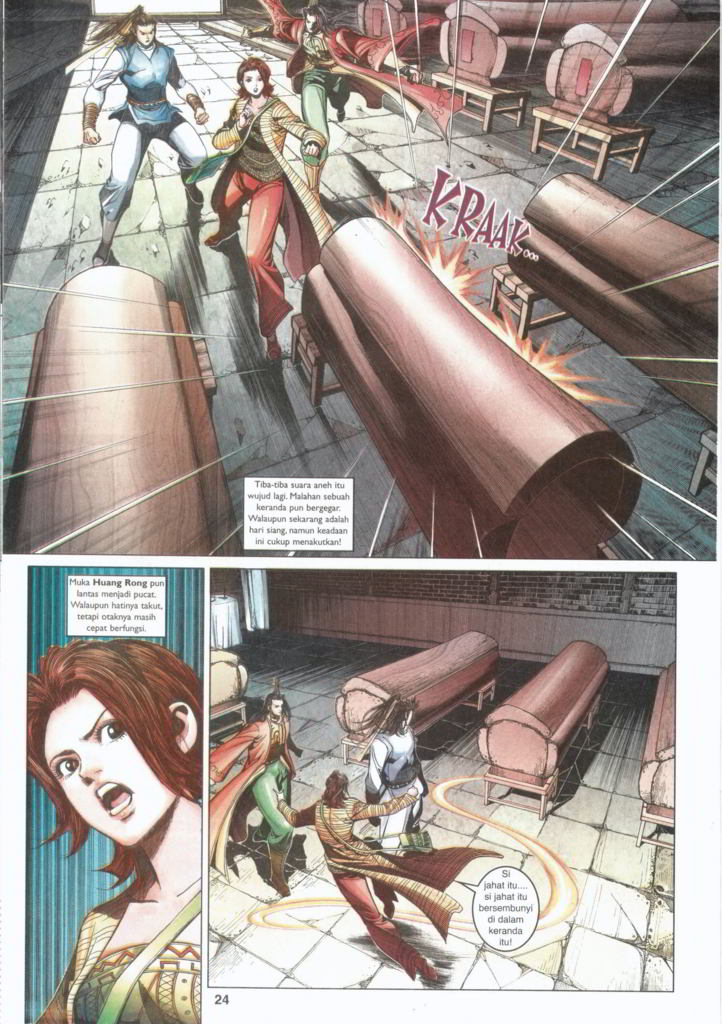 KRAAK...
Tiba-tiba suara aneh itu
wujud lagi. Malahan sebuah
keranda pun bergegar.
Walaupun sekarang adalah
hari siang, namun keadaan
ini cukup menakutkan!
Muka Huang Rong pun
lantas menjadi pucat.
Walaupun hatinya takut,
tetapi otaknya masih
cepat berfungsi.
Si
jahat itu....
si jahat itu
bersembunyi
di dalam
keranda
itu!
24